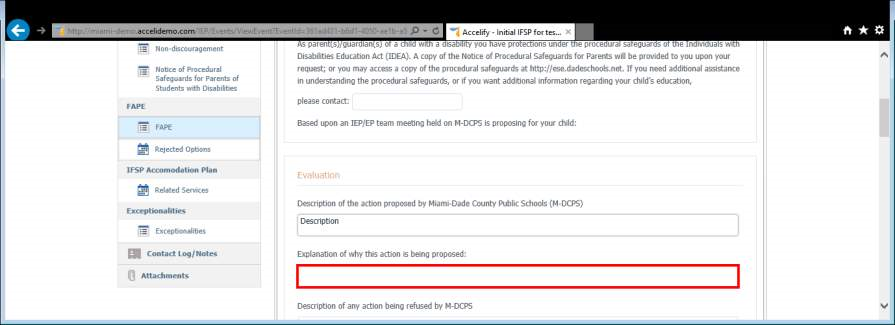 http://miami-demo.accelidemo.com/IEP/Events/ViewEvent?EventId=361ad401-b6d1-4050-ae1b-a5
Accelify - Initial IFSP for tes...
Non-discouragement
Notice of Procedural
Safeguards for Parents of
Students with Disabilities
FAPE
FAPE
Rejected Options
IFSP Accomodation Plan
Related Services
Exceptionalities
Exceptionalities
Contact Log/Notes
Attachments
As parent(s)/guardian(s) of a child with a disability you have protections under the procedural safeguards of the Individuals with
Disabilities Education Act (IDEA). A copy of the Notice of Procedural Safeguards for Parents will be provided to you upon your
request; or you may access a copy of the procedural safeguards at http://ese.dadeschools.net. If you need additional assistance
in understanding the procedural safeguards, or if you want additional information regarding your child's education,
please contact:
Based upon an IEP/EP team meeting held on M-DCPS is proposing for your child:
Evaluation
Description of the action proposed by Miami-Dade County Public Schools (M-DCPS)
Description
Explanation of why this action is being proposed:
Description of any action being refused by M-DCPS